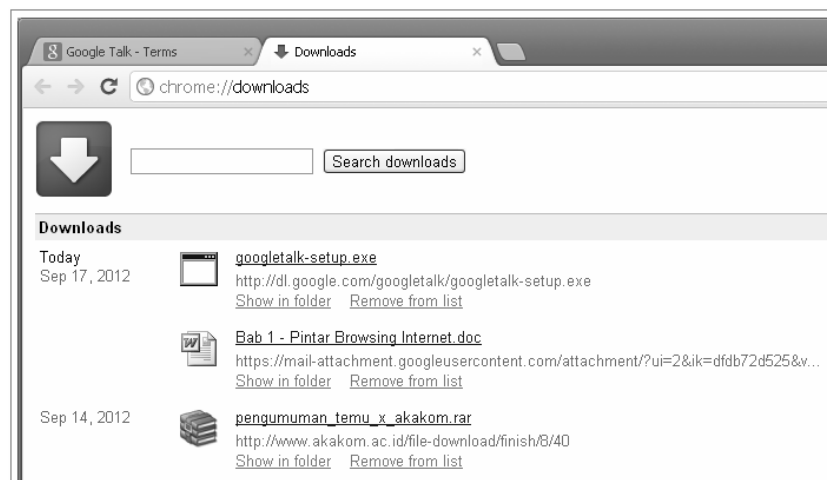 Google Talk - Terms
Downloads
chrome://downloads
Search downloads
Downloads
Today
Sep 17, 2012
googletalk-setup.exe
http://dl.google.com/googletalk/googletalk-setup.exe
Show in folder Remove from list
Bab 1 - Pintar Browsing Internet.doc
https://mail-attachment.googleusercontent.com/attachment/?ui=2&ik=dfdb72d525&v...
Show in folder Remove from list
Sep 14, 2012
pengumuman_temu_x_akakom.rar
http://www.akakom.ac.id/file-download/finish/8/40
Show in folder Remove from list